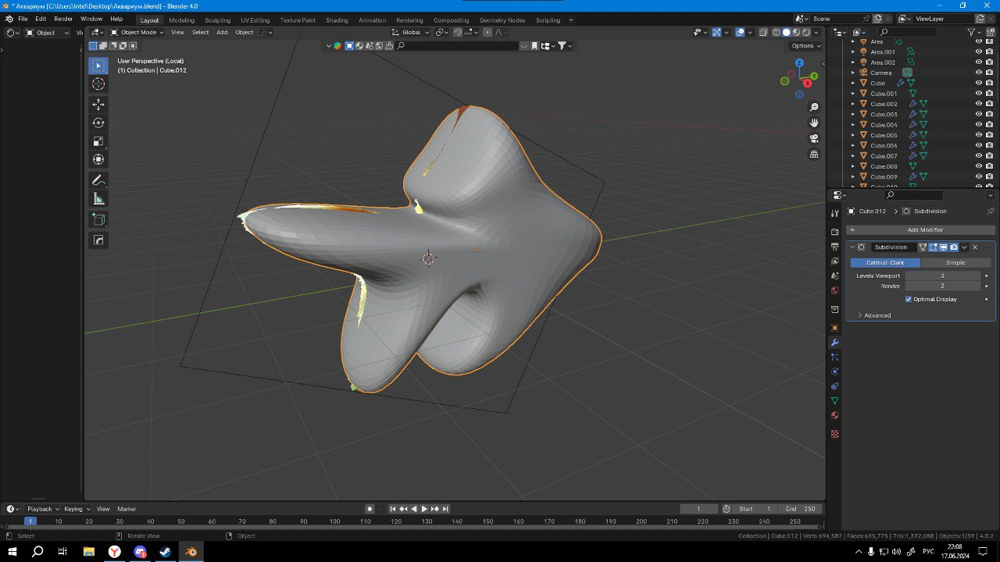 * Аквариум [C:\Users\Intel\Desktop\Аквариум.blend] - Blender 4.0
File Edit Render Window Help Layout Modeling Sculpting UV Editing Texture Paint Shading Animation Rendering Compositing Geometry Nodes Scripting + Scene ViewLayer
Object Object Mode View Select Add Object Global
Options
User Perspective (Local)
(1) Collection | Cube.012
Z
Y
X
Area
Area.001
Area.002
Camera
Cube
Cube.001
Cube.002
Cube.003
Cube.004
Cube.005
Cube.006
Cube.007
Cube.008
Cube.009
Cube.012 > Subdivision
+ Add Modifier
Subdivision
Catmull-Clark Simple
Levels Viewport 3
Render 2
Optimal Display
> Advanced
Playback Keying View Marker 1 Start 1 End 250
1 10 20 30 40 50 60 70 80 90 100 110 120 130 140 150 160 170 180 190 200 210 220 230 240 250
Select Rotate View Object Collection | Cube.012 | Verts:696,587 | Faces:695,775 | Tris:1,392,088 | Objects:1/39 | 4.0.2
РУС
22:08
17.06.2024